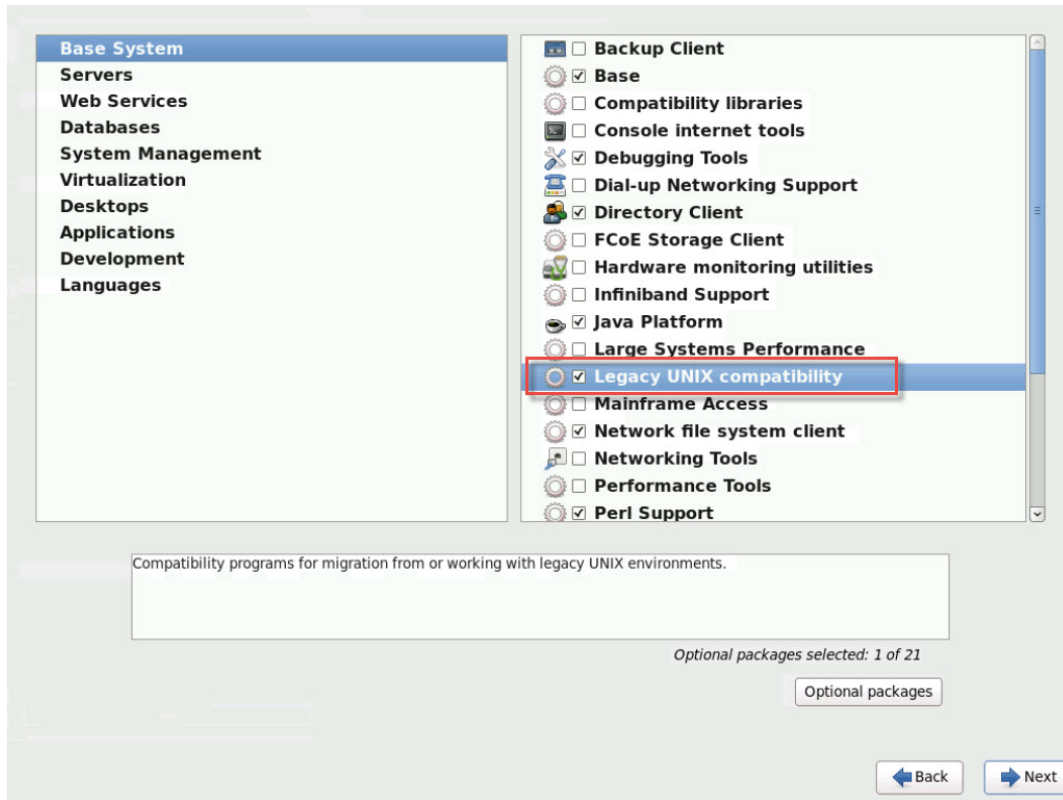 Base System
Servers
Web Services
Databases
System Management
Virtualization
Desktops
Applications
Development
Languages
Backup Client
Base
Compatibility libraries
Console internet tools
Debugging Tools
Dial-up Networking Support
Directory Client
FCoE Storage Client
Hardware monitoring utilities
Infiniband Support
Java Platform
Large Systems Performance
Legacy UNIX compatibility
Mainframe Access
Network file system client
Networking Tools
Performance Tools
Perl Support
Compatibility programs for migration from or working with legacy UNIX environments.
Optional packages selected: 1 of 21
Optional packages
Back
Next